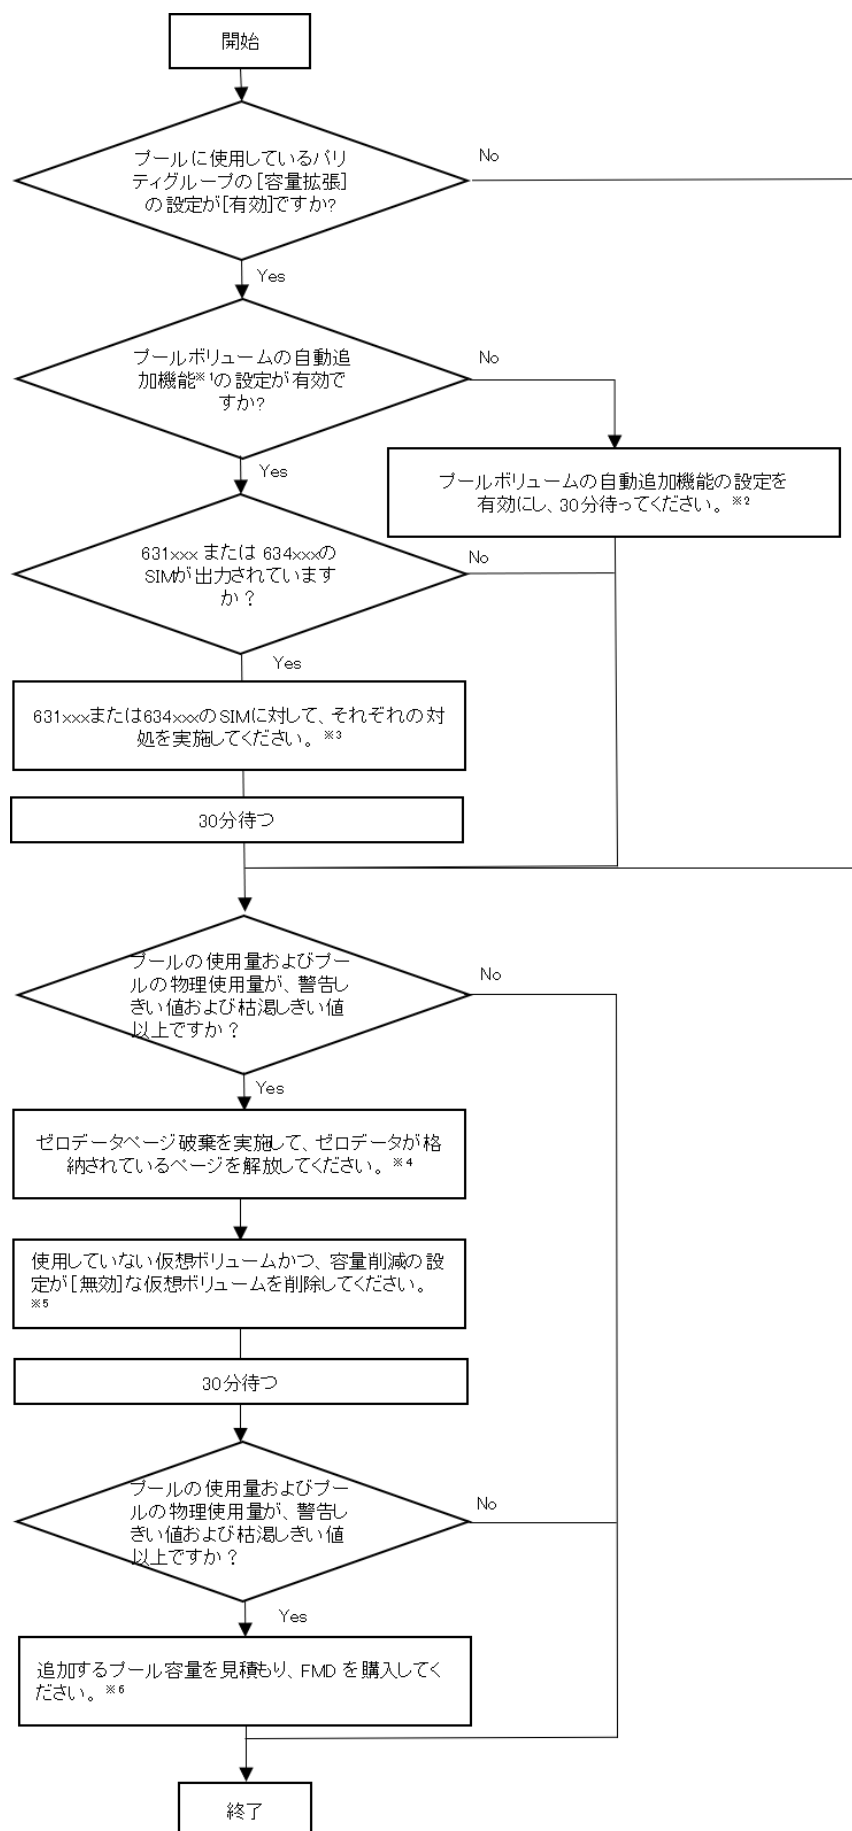 開始
プールに使用しているパリ
ティグループの[容量拡張]
の設定が[有効]ですか?
No
Yes
プールボリュームの自動追
加機能※1の設定が有効で
すか?
No
Yes
プールボリュームの自動追加機能の設定を
有効にし、30分待ってください。※2
631xxx または 634xxxの
SIMが出力されています
か?
No
Yes
631xxxまたは634xxxのSIMに対して、それぞれの対
処を実施してください。※3
30分待つ
プールの使用量およびプー
ルの物理使用量が、警告し
きい値および枯渇しきい値
以上ですか?
No
Yes
ゼロデータページ破棄を実施して、ゼロデータが格
納されているページを解放してください。※4
使用していない仮想ボリュームかつ、容量削減の設
定が[無効]な仮想ボリュームを削除してください。
※5
30分待つ
プールの使用量およびプー
ルの物理使用量が、警告し
きい値および枯渇しきい値
以上ですか?
No
Yes
追加するプール容量を見積もり、FMD を購入してく
ださい。※6
終了